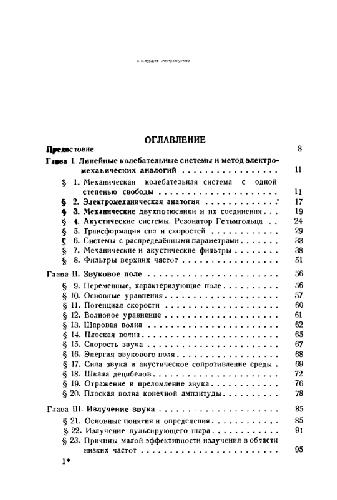 ОГЛАВЛЕНИЕ
Предисловие 8
Глава I. Линейные колебательные системы и метод электро-
механических аналогий . . . . . . . . . . . 11
§ 1. Механическая колебательная система с одной
степенью свободы . . . . . . . . . . . 11
§ 2. Электромеханическая аналогия . . . . . . . 17
§ 3. Механические двухполюсники и их соединения . . . 19
§ 4. Акустические системы. Резонатор Гельмгольца . . 24
§ 5. Трансформация сил и скоростей . . . . . . . 29
§ 6. Системы с распределёнными параметрами . . . . 33
§ 7. Механические и акустические фильтры . . . . . 38
§ 8. Фильтры верхних частот . . . . . . . . . 51
Глава II. Звуковое поле . . . . . . . . . . . . 56
§ 9. Переменные, характеризующие поле . . . . . 56
§ 10. Основные уравнения . . . . . . . . . . 57
§ 11. Потенциал скорости . . . . . . . . . . 60
§ 12. Волновое уравнение . . . . . . . . . . 61
§ 13. Шаровая волна . . . . . . . . . . . . 62
§ 14. Плоская волна . . . . . . . . . . . . 65
§ 15. Скорость звука . . . . . . . . . . . . 67
§ 16. Энергия звукового поля . . . . . . . . . 68
§ 17. Сила звука и акустическое сопротивление среды . 69
§ 18. Шкала децибелов . . . . . . . . . . . 72
§ 19. Отражение и преломление звука . . . . . . 76
§ 20. Плоская волна конечной амплитуды . . . . . 78
Глава III. Излучение звука . . . . . . . . . . . 85
§ 21. Основные понятия и определения . . . . . . 85
§ 22. Излучение пульсирующего шара . . . . . . 91
§ 23. Причины малой эффективности излучения в области
низких частот . . . . . . . . . . . . 95
1*